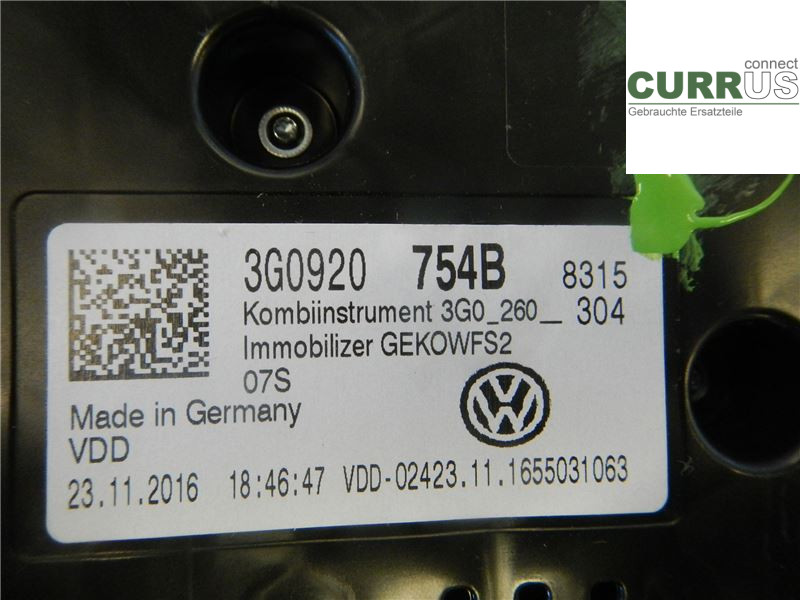 connect
CURRUS
Gebrauchte Ersatzteile
3G0920 754B 8315
Kombiinstrument 3G0_260__ 304
Immobilizer GEKOWFS2
07S
Made in Germany
VDD
23.11.2016 18:46:47 VDD-02423.11.1655031063